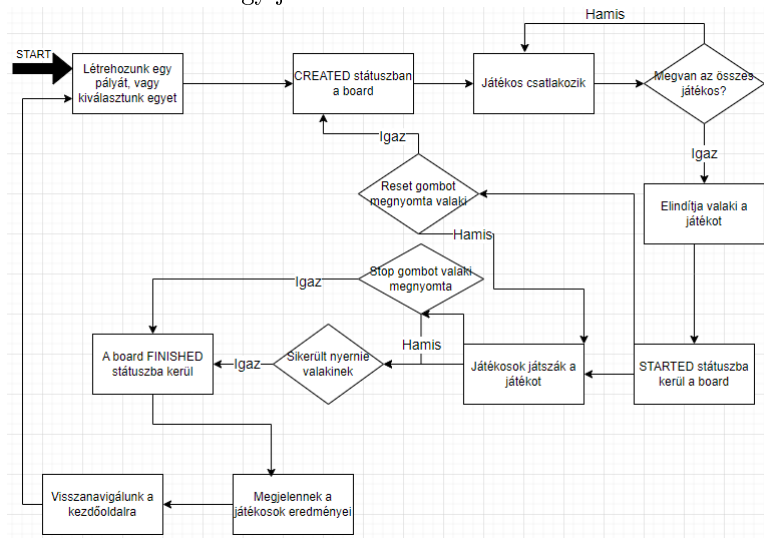 Hamis
START
Létrehozunk egy
pályát, vagy
kiválasztunk egyet
CREATED státuszban
a board
Játékos csatlakozik
Megvan az összes
játékos?
Igaz
Igaz
Reset gombot
megnyomta valaki
Elindítja valaki a
játékot
Hamis
Stop gombot valaki
megnyomta
Igaz
Hamis
A board FINISHED
státuszba kerül
Igaz
Sikerült nyernie
valakinek
Játékosok játszák a
játékot
STARTED státuszba
kerül a board
Visszanavigálunk a
kezdőoldalra
Megjelennek a
játékosok eredményei